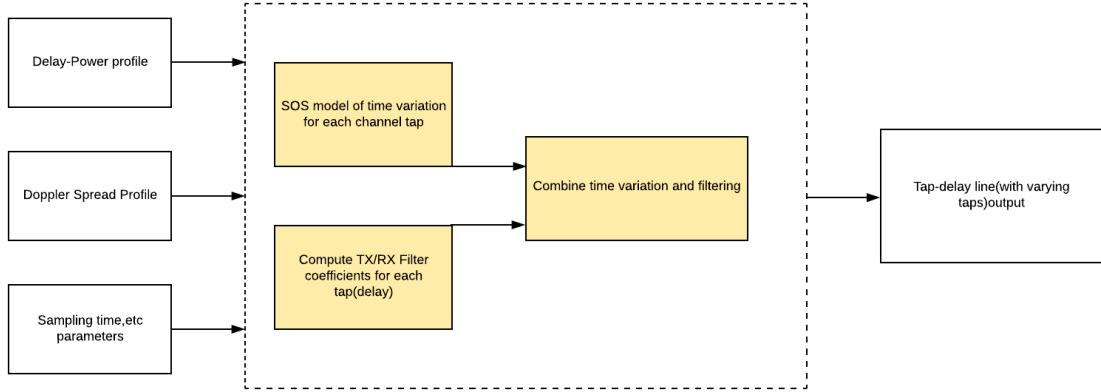 Delay-Power profile
Doppler Spread Profile
Sampling time,etc
parameters
SOS model of time variation
for each channel tap
Compute TX/RX Filter
coefficients for each
tap(delay)
Combine time variation and filtering
Tap-delay line(with varying
taps)output